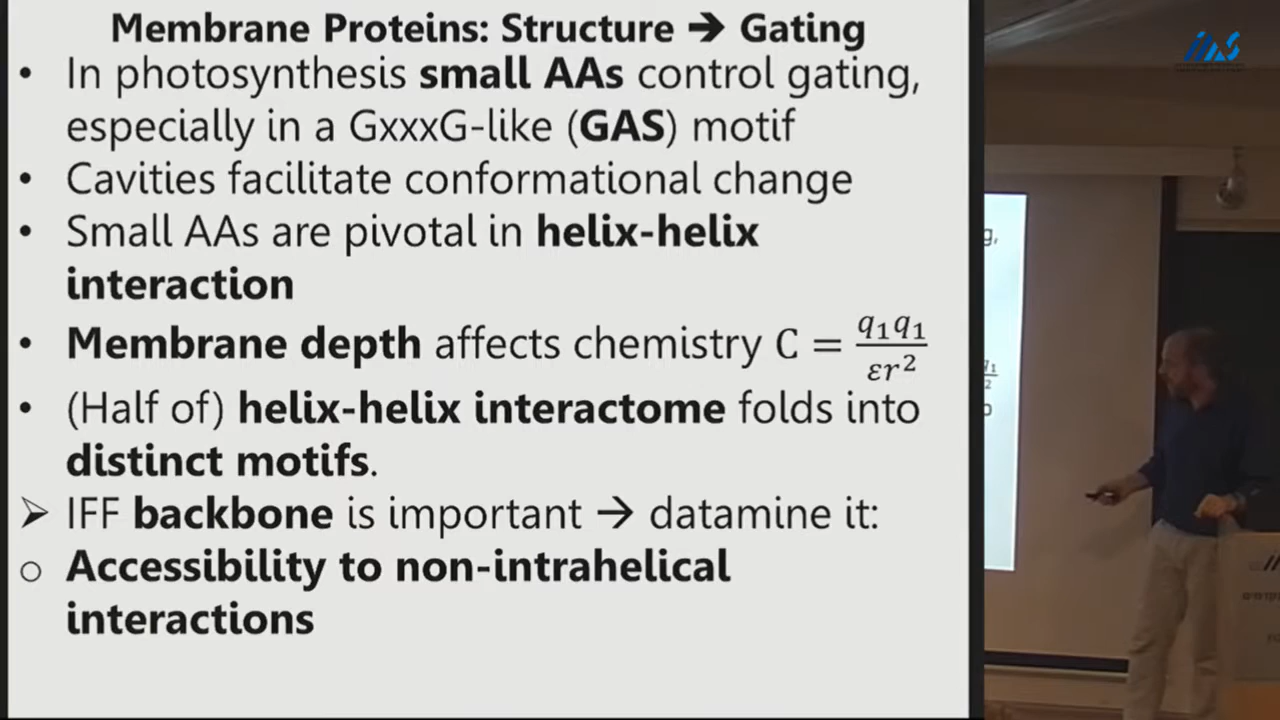 Membrane Proteins: Structure ➔ Gating
• In photosynthesis small AAs control gating,
especially in a GxxxG-like (GAS) motif
• Cavities facilitate conformational change
• Small AAs are pivotal in helix-helix
interaction
• Membrane depth affects chemistry C = q₁q₁/εr²
• (Half of) helix-helix interactome folds into
distinct motifs.
➢ IFF backbone is important → datamine it:
○ Accessibility to non-intrahelical
interactions